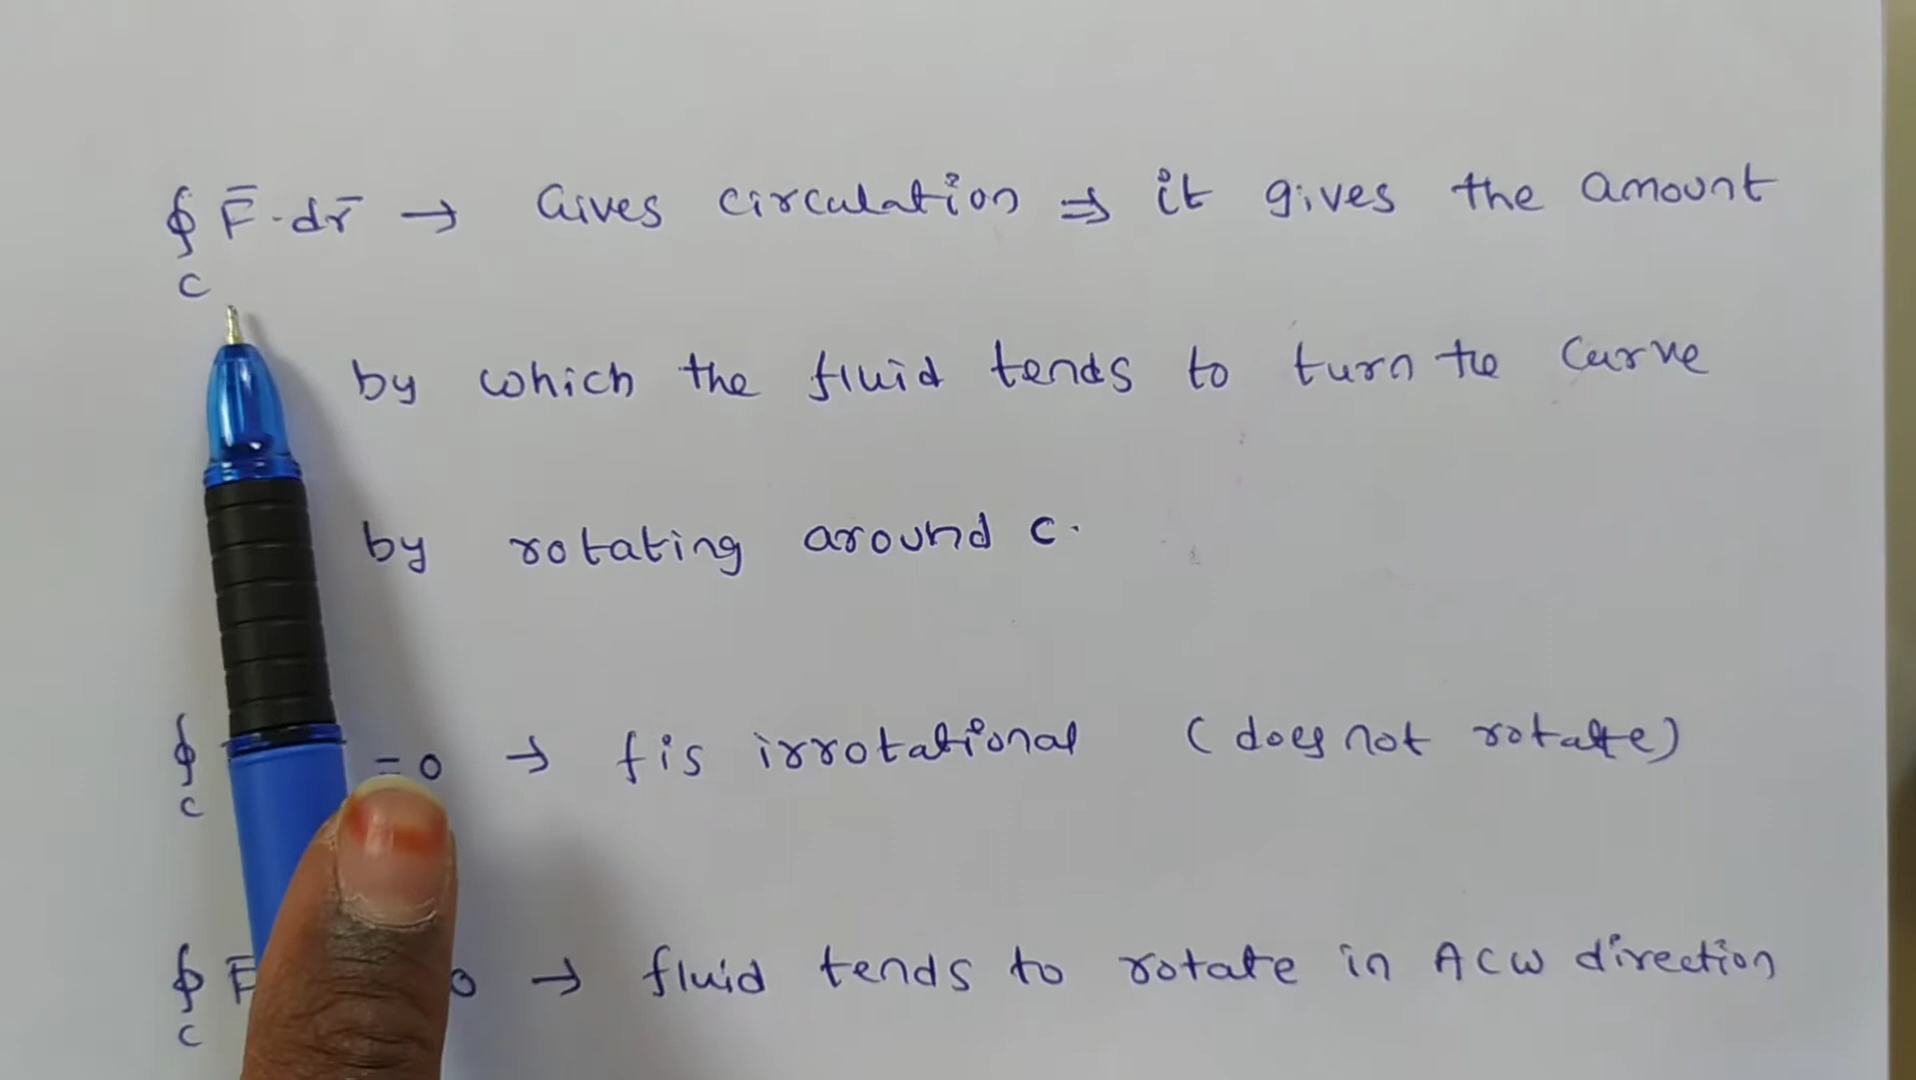 ∮ F̄·dr̄ → Gives circulation ⇒ it gives the amount
C
by which the fluid tends to turn the curve
by rotating around C.
∮ =0 → f is irrotational (does not rotate)
C
∮ F̄ 0 → fluid tends to rotate in ACW direction
C